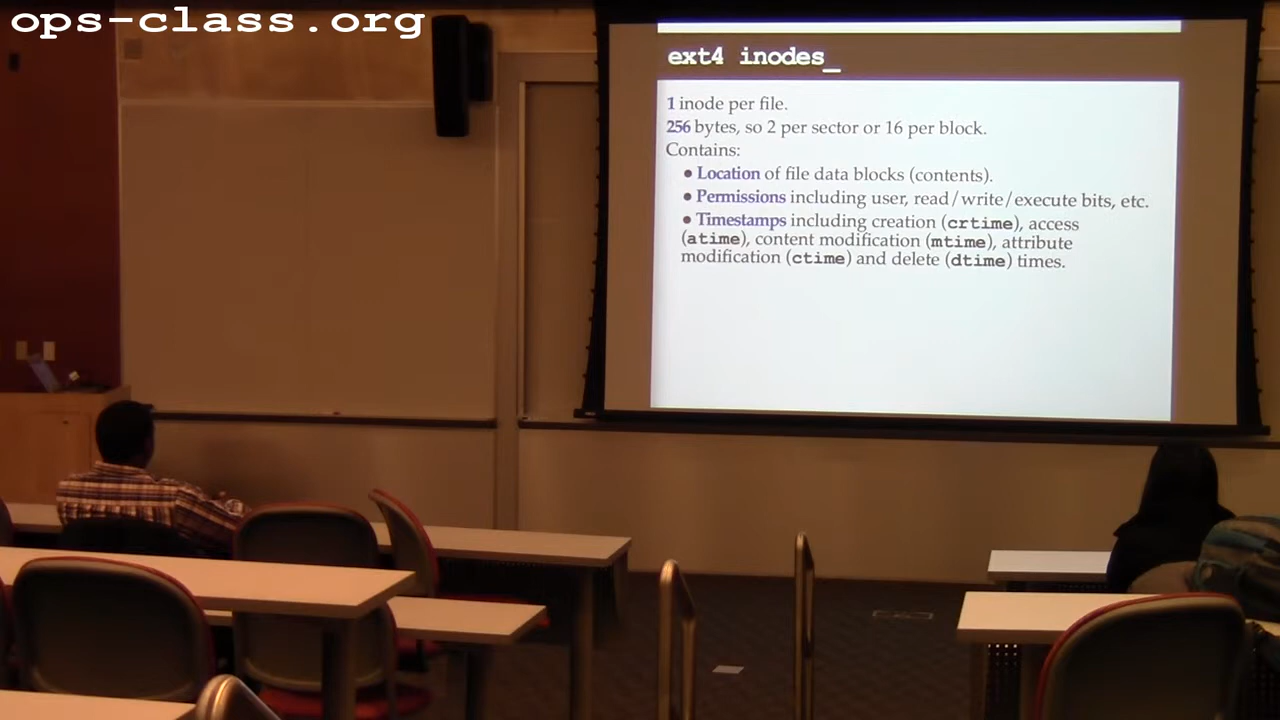 ops-class.org
ext4 inodes_
1 inode per file.
256 bytes, so 2 per sector or 16 per block.
Contains:
● Location of file data blocks (contents).
● Permissions including user, read/write/execute bits, etc.
● Timestamps including creation (crtime), access
(atime), content modification (mtime), attribute
modification (ctime) and delete (dtime) times.